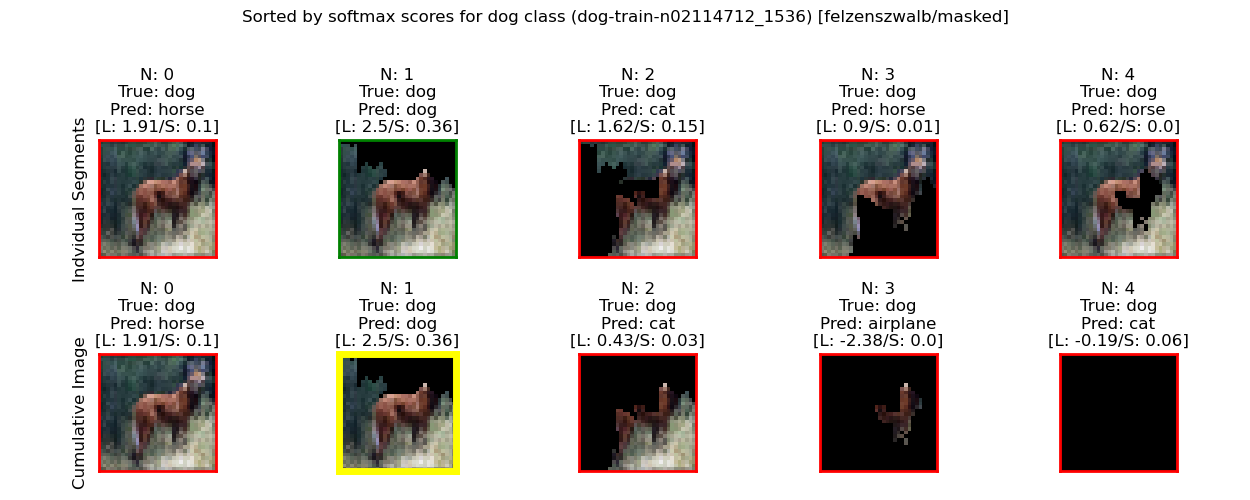 Sorted by softmax scores for dog class (dog-train-n02114712_1536) [felzenszwalb/masked]
Indvidual Segments
N: 0
True: dog
Pred: horse
[L: 1.91/S: 0.1]
N: 1
True: dog
Pred: dog
[L: 2.5/S: 0.36]
N: 2
True: dog
Pred: cat
[L: 1.62/S: 0.15]
N: 3
True: dog
Pred: horse
[L: 0.9/S: 0.01]
N: 4
True: dog
Pred: horse
[L: 0.62/S: 0.0]
Cumulative Image
N: 0
True: dog
Pred: horse
[L: 1.91/S: 0.1]
N: 1
True: dog
Pred: dog
[L: 2.5/S: 0.36]
N: 2
True: dog
Pred: cat
[L: 0.43/S: 0.03]
N: 3
True: dog
Pred: airplane
[L: -2.38/S: 0.0]
N: 4
True: dog
Pred: cat
[L: -0.19/S: 0.06]